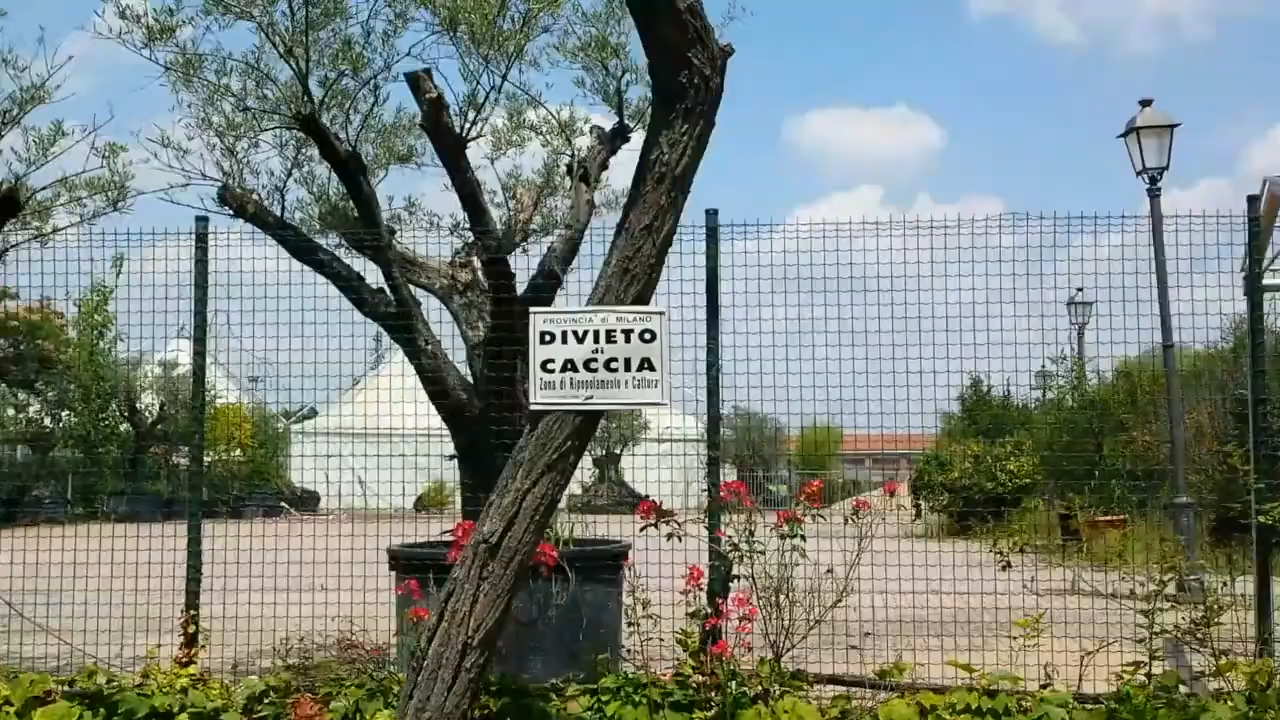 PROVINCIA di MILANO
DIVIETO
di
CACCIA
Zona di Ripopolamento e Cattura